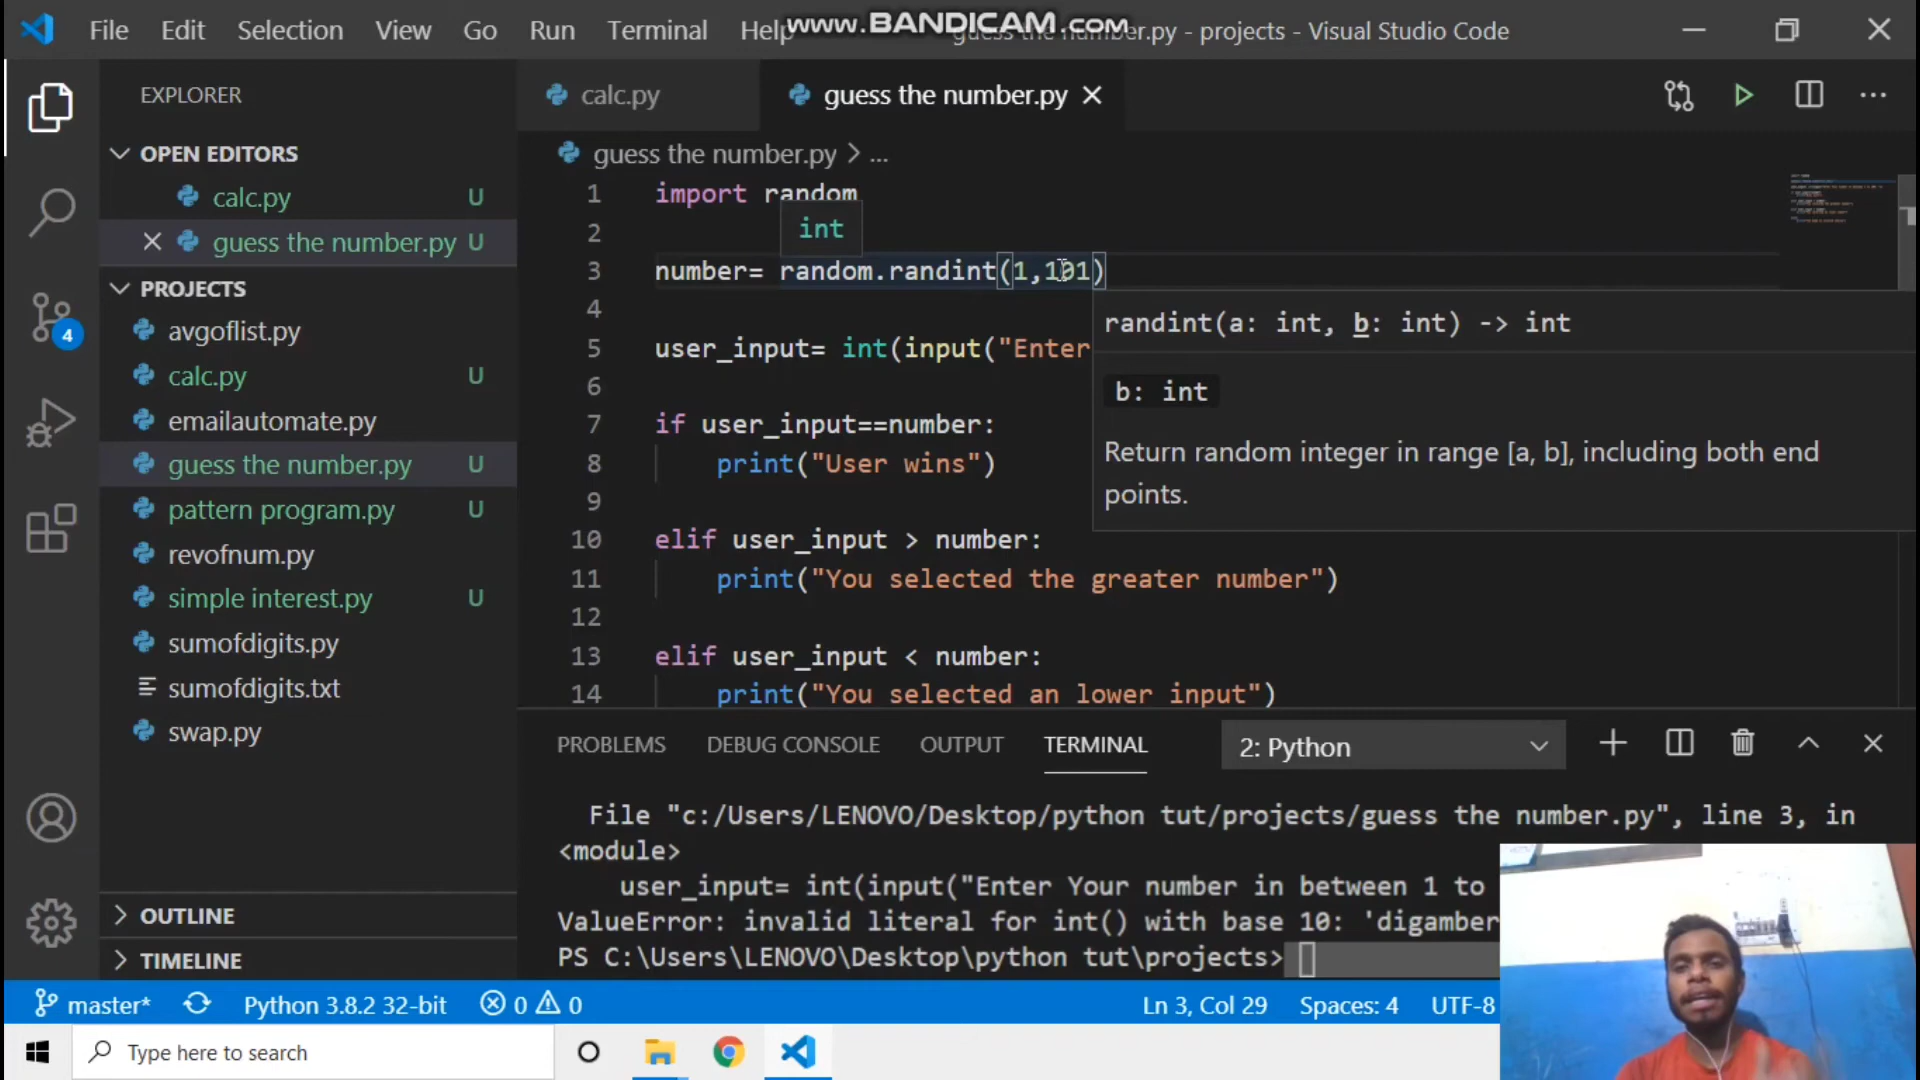 File Edit Selection View Go Run Terminal Help
www.BANDICAM.com
guess the number.py - projects - Visual Studio Code
EXPLORER
OPEN EDITORS
calc.py U
guess the number.py U
PROJECTS
avgoflist.py
calc.py U
emailautomate.py
guess the number.py U
pattern program.py U
revofnum.py
simple interest.py U
sumofdigits.py
sumofdigits.txt
swap.py
OUTLINE
TIMELINE
4
calc.py
guess the number.py
guess the number.py > ...
1 import random
2
int
3 number= random.randint(1,101)
4
5 user_input= int(input("Enter
6
7 if user_input==number:
8 print("User wins")
9
10 elif user_input > number:
11 print("You selected the greater number")
12
13 elif user_input < number:
14 print("You selected an lower input")
randint(a: int, b: int) -> int
b: int
Return random integer in range [a, b], including both end
points.
PROBLEMS DEBUG CONSOLE OUTPUT TERMINAL 2: Python
File "c:/Users/LENOVO/Desktop/python tut/projects/guess the number.py", line 3, in
<module>
user_input= int(input("Enter Your number in between 1 to
ValueError: invalid literal for int() with base 10: 'digamber
PS C:\Users\LENOVO\Desktop\python tut\projects>
master* Python 3.8.2 32-bit 0 0 Ln 3, Col 29 Spaces: 4 UTF-8
Type here to search